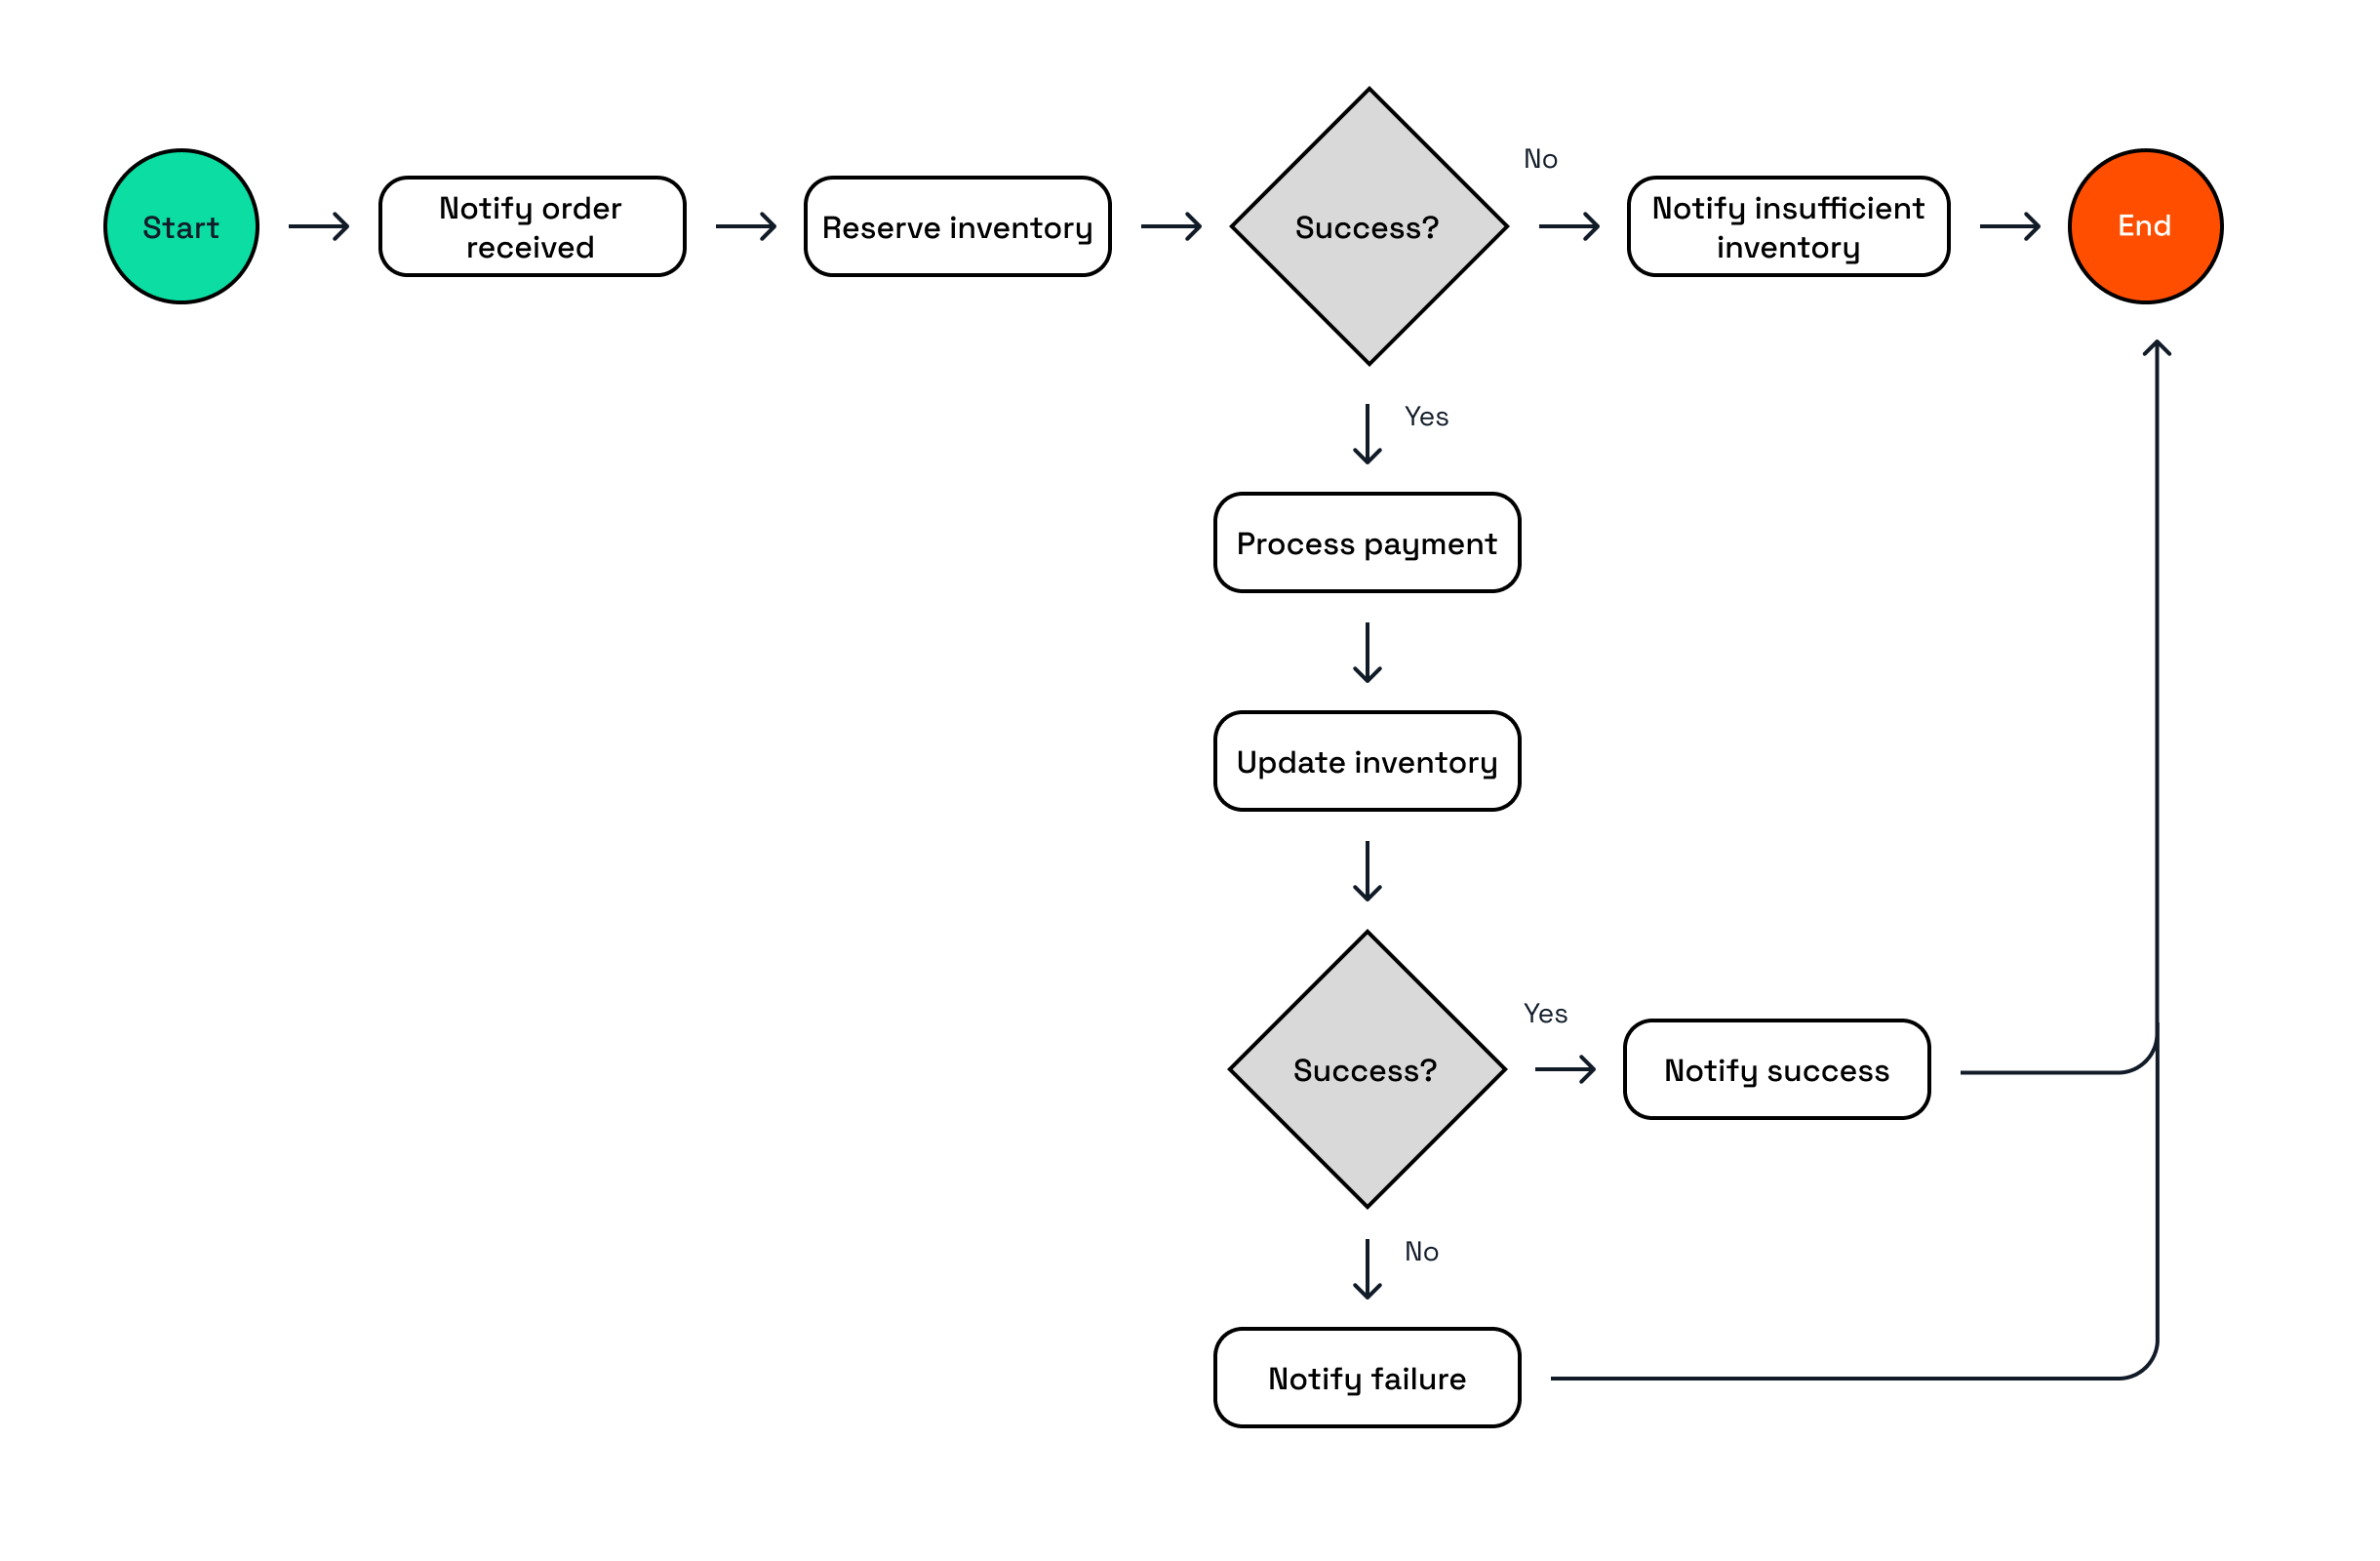 Start
Notify order
received
Reserve inventory
Success?
No
Notify insufficient
inventory
End
Yes
Process payment
Update inventory
Success?
Yes
Notify success
No
Notify failure